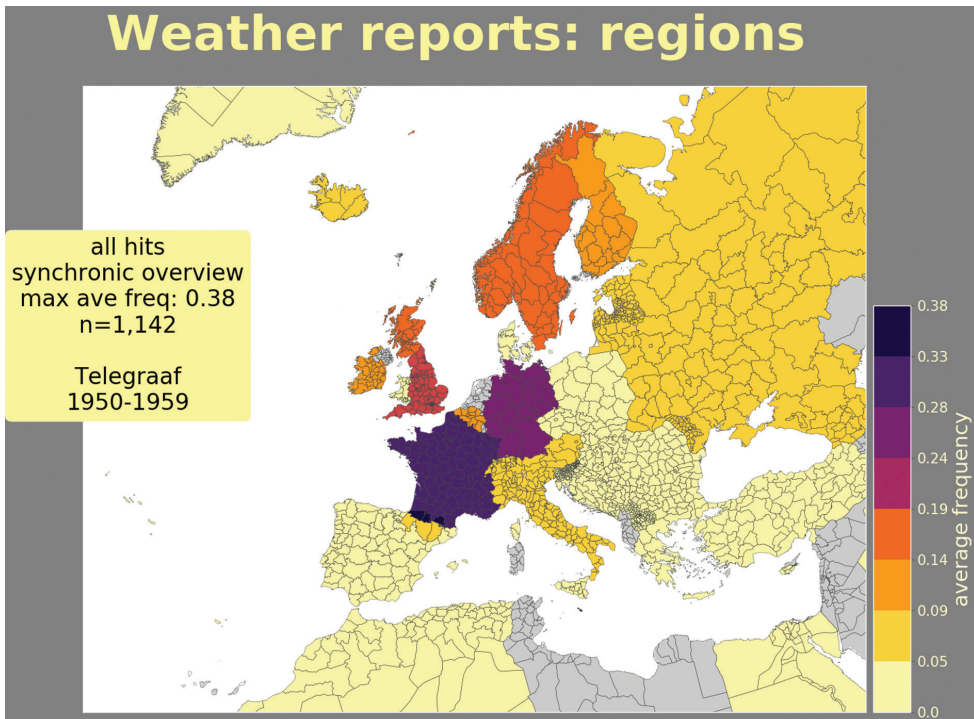 Weather reports: regions
all hits
synchronic overview
max ave freq: 0.38
n=1,142
Telegraaf
1950-1959
0.38
0.33
0.28
0.24
0.19
0.14
0.09
0.05
0.0
average frequency